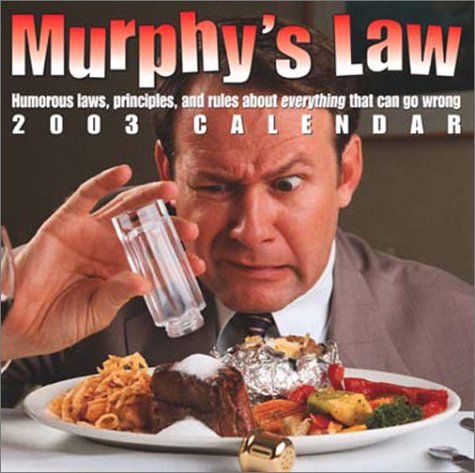 Murphy's Law
Humorous laws, principles, and rules about everything that can go wrong
2003 CALENDAR